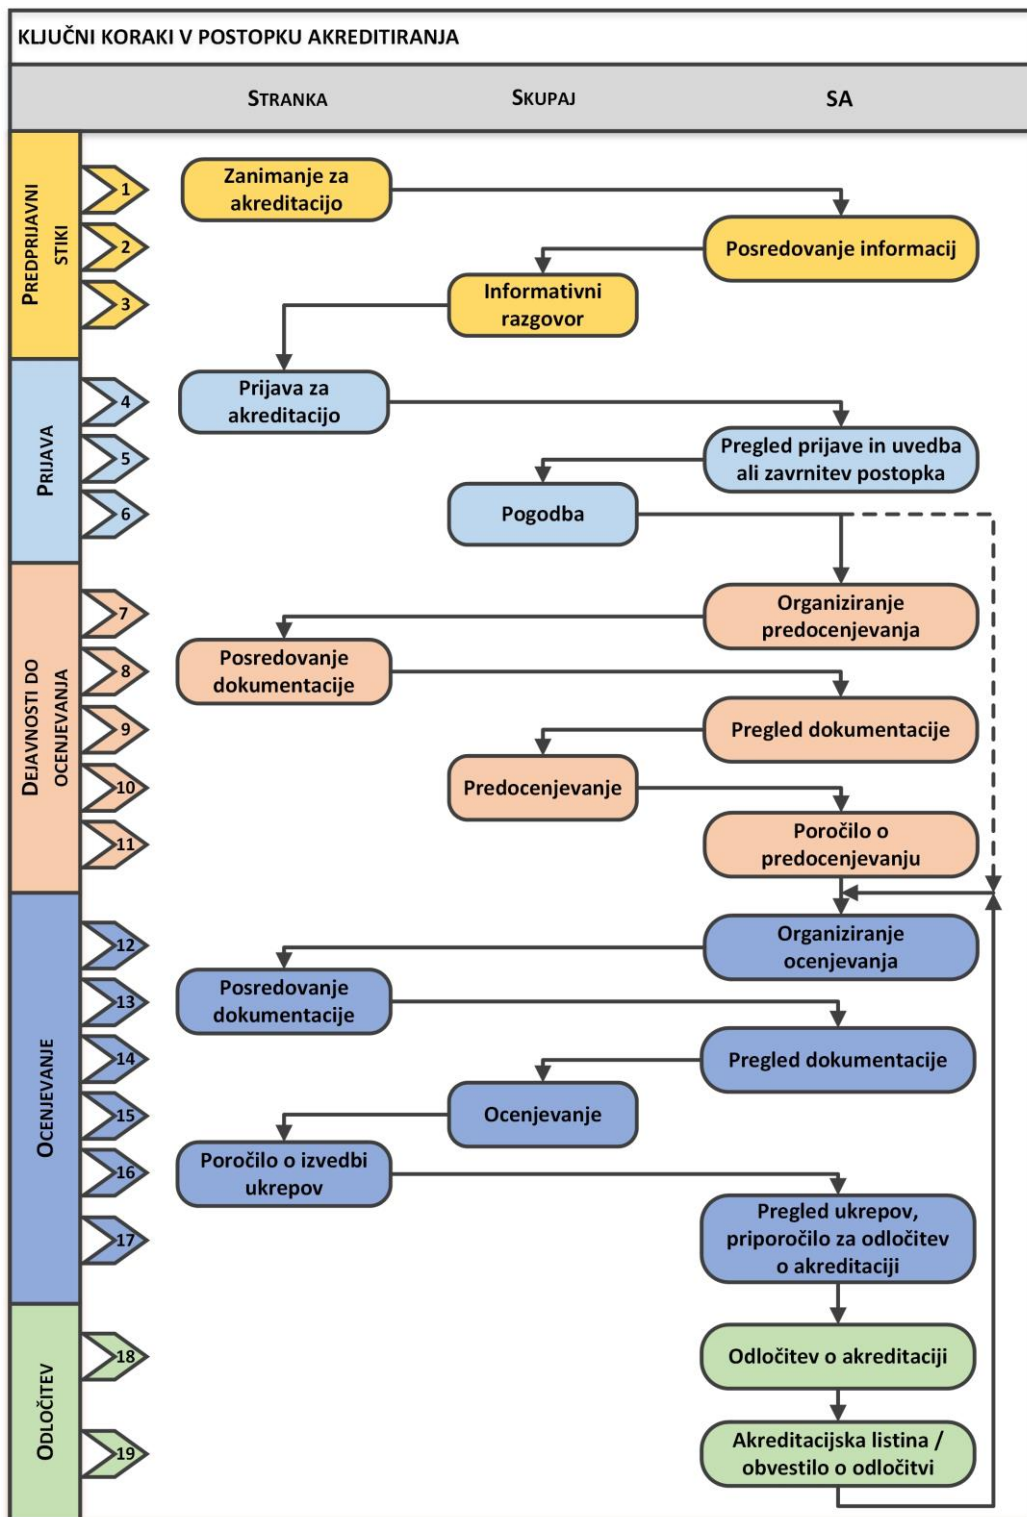 KLJUČNI KORAKI V POSTOPKU AKREDITIRANJA
STRANKA
SKUPAJ
SA
PREDPRIJAVNI
STIKI
1
Zanimanje za
akreditacijo
2
Posredovanje informacij
3
Informativni
razgovor
PRIJAVA
4
Prijava za
akreditacijo
5
Pregled prijave in uvedba
ali zavrnitev postopka
6
Pogodba
DEJAVNOSTI DO
OCENJEVANJA
7
Organiziranje
predocenjevanja
8
Posredovanje
dokumentacije
9
Pregled dokumentacije
10
Predocenjevanje
11
Poročilo o
predocenjevanju
OCENJEVANJE
12
Organiziranje
ocenjevanja
13
Posredovanje
dokumentacije
14
Pregled dokumentacije
15
Ocenjevanje
16
Poročilo o izvedbi
ukrepov
17
Pregled ukrepov,
priporočilo za odločitev
o akreditaciji
ODLOČITEV
18
Odločitev o akreditaciji
19
Akreditacijska listina /
obvestilo o odločitvi